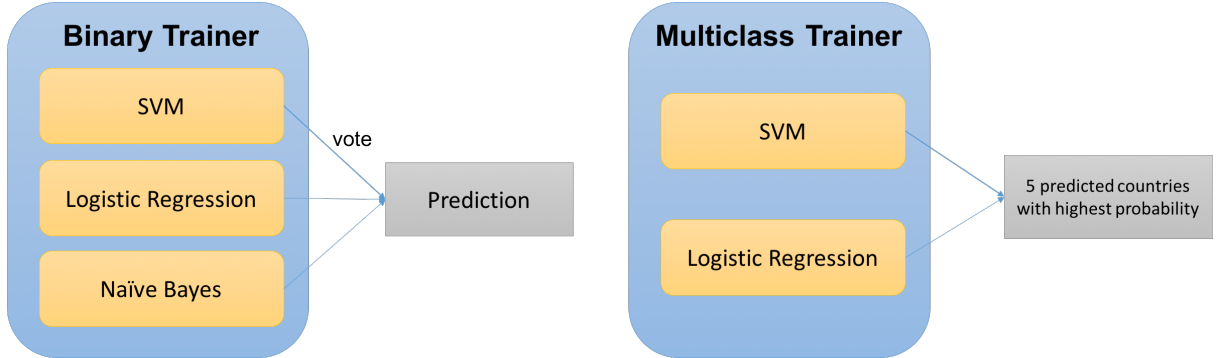 Binary Trainer
SVM
Logistic Regression
Naïve Bayes
vote
Prediction
Multiclass Trainer
SVM
Logistic Regression
5 predicted countries
with highest probability